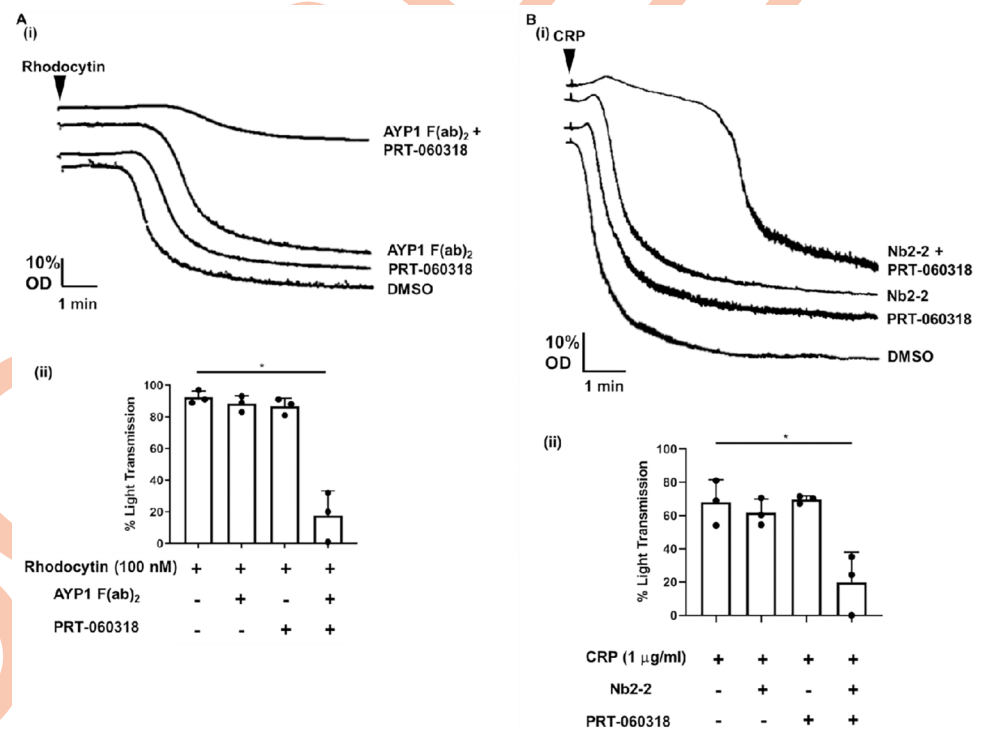 A
(i)
Rhodocytin
AYP1 F(ab)₂ +
PRT-060318
AYP1 F(ab)₂
PRT-060318
DMSO
10%
OD
1 min
(ii)
*
% Light Transmission
100
80
60
40
20
0
Rhodocytin (100 nM) + + + +
AYP1 F(ab)₂ - + - +
PRT-060318 - - + +
B
(i) CRP
Nb2-2 +
PRT-060318
Nb2-2
PRT-060318
DMSO
10%
OD
1 min
(ii)
*
% Light Transmission
100
80
60
40
20
0
CRP (1 μg/ml) + + + +
Nb2-2 - + - +
PRT-060318 - - + +